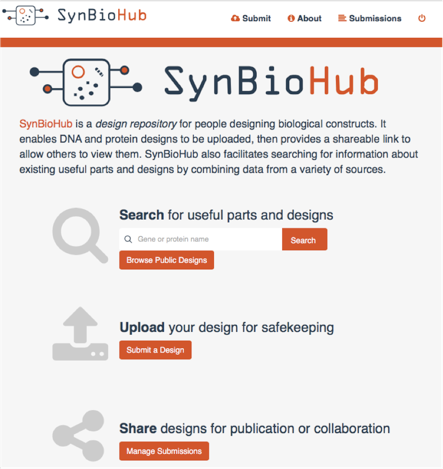 SynBioHub Submit About Submissions
SynBioHub
SynBioHub is a design repository for people designing biological constructs. It
enables DNA and protein designs to be uploaded, then provides a shareable link to
allow others to view them. SynBioHub also facilitates searching for information about
existing useful parts and designs by combining data from a variety of sources.
Search for useful parts and designs
Gene or protein name Search
Browse Public Designs
Upload your design for safekeeping
Submit a Design
Share designs for publication or collaboration
Manage Submissions